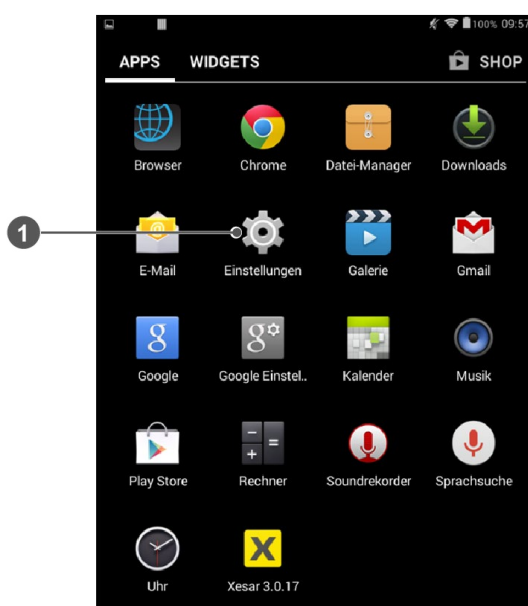 100% 09:57
APPS WIDGETS SHOP
Browser Chrome Datei-Manager Downloads
1
E-Mail Einstellungen Galerie Gmail
Google Google Einstel.. Kalender Musik
Play Store Rechner Soundrekorder Sprachsuche
Uhr Xesar 3.0.17